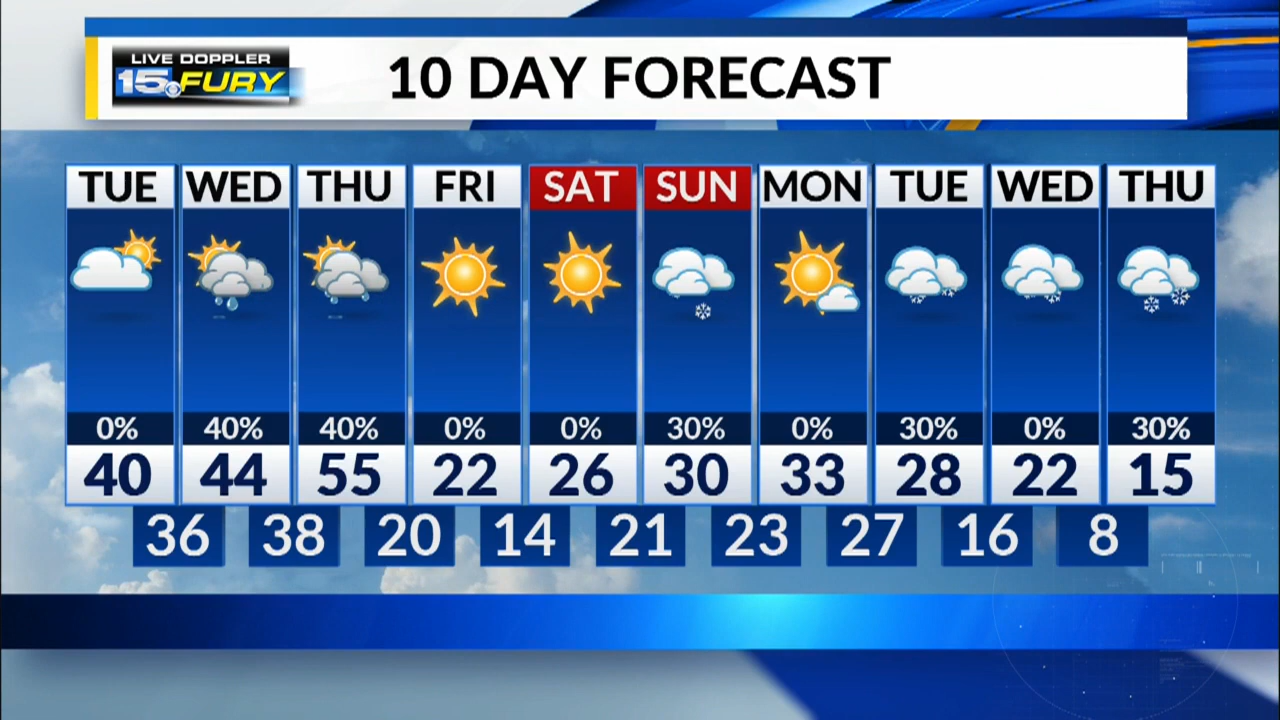 LIVE DOPPLER
15 FURY
10 DAY FORECAST
TUE WED THU FRI SAT SUN MON TUE WED THU
0% 40% 40% 0% 0% 30% 0% 30% 0% 30%
40 44 55 22 26 30 33 28 22 15
36 38 20 14 21 23 27 16 8